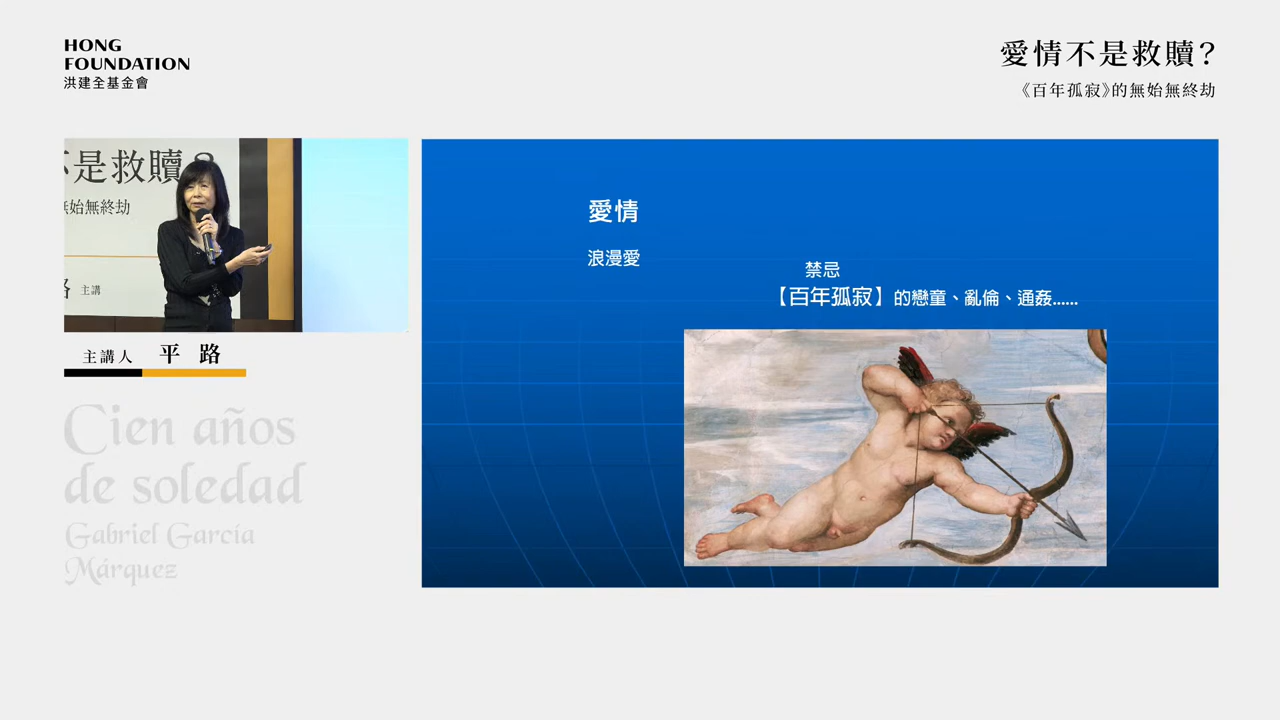 HONG
FOUNDATION
洪建全基金會
愛情不是救贖?
《百年孤寂》的無始無終劫
不是救贖?
無始無終劫
路 主講
主講人 平 路
Cien años
de soledad
Gabriel García
Márquez
愛情
浪漫愛
禁忌
【百年孤寂】的戀童、亂倫、通姦......